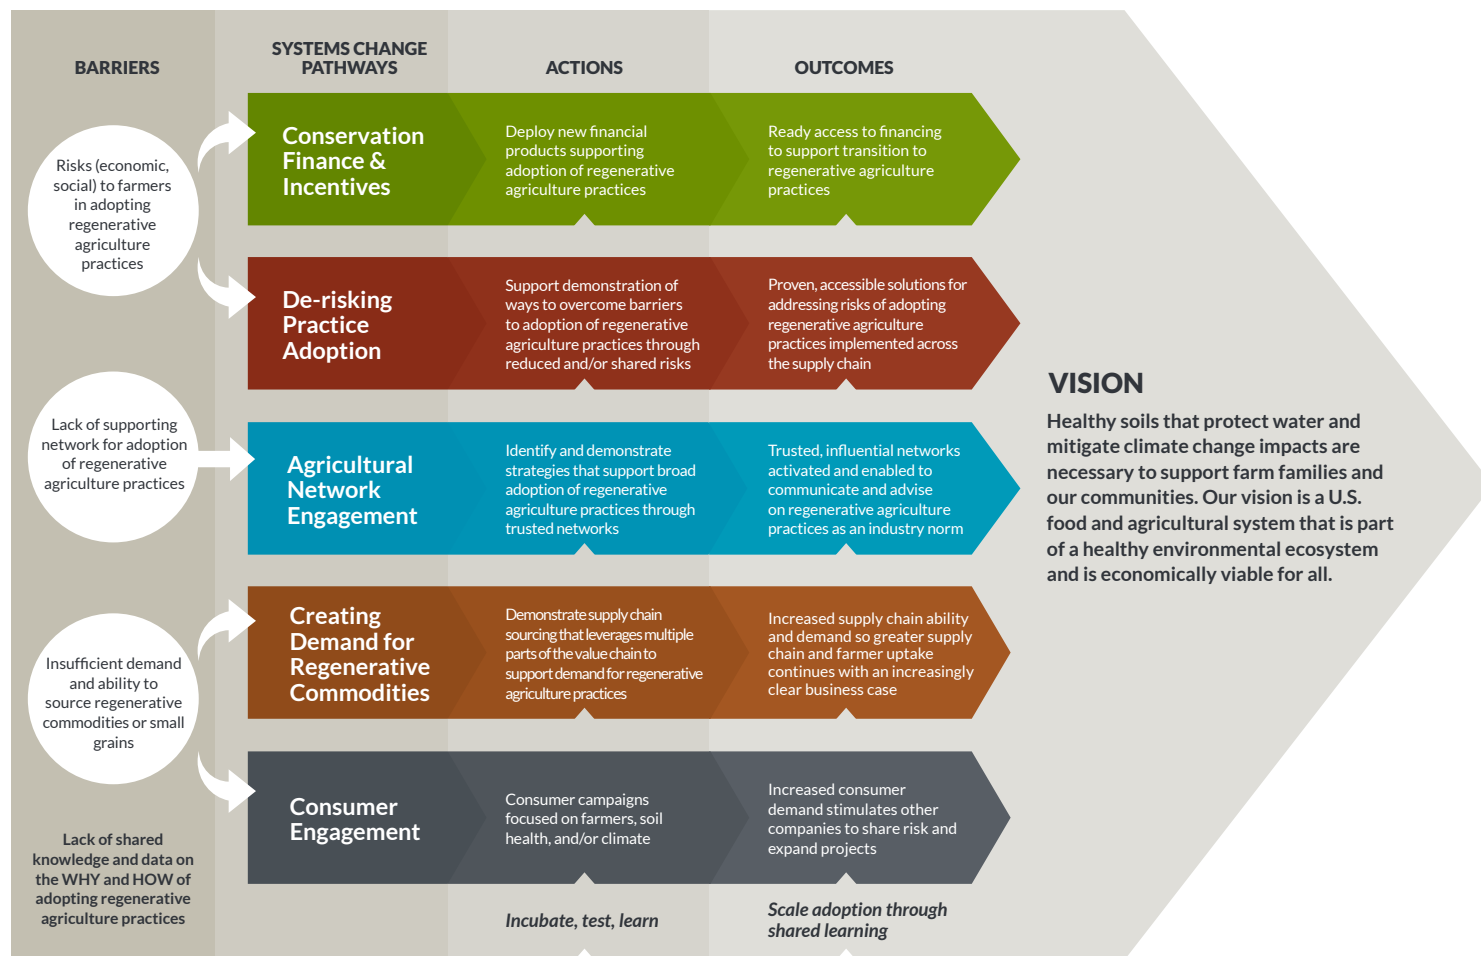 BARRIERS
SYSTEMS CHANGE
PATHWAYS
ACTIONS
OUTCOMES
Risks (economic,
social) to farmers
in adopting
regenerative
agriculture
practices
Conservation
Finance &
Incentives
Deploy new financial
products supporting
adoption of regenerative
agriculture practices
Ready access to financing
to support transition to
regenerative agriculture
practices
De-risking
Practice
Adoption
Support demonstration of
ways to overcome barriers
to adoption of regenerative
agriculture practices through
reduced and/or shared risks
Proven, accessible solutions for
addressing risks of adopting
regenerative agriculture
practices implemented across
the supply chain
Lack of supporting
network for adoption
of regenerative
agriculture practices
Agricultural
Network
Engagement
Identify and demonstrate
strategies that support broad
adoption of regenerative
agriculture practices through
trusted networks
Trusted, influential networks
activated and enabled to
communicate and advise
on regenerative agriculture
practices as an industry norm
Insufficient demand
and ability to
source regenerative
commodities or small
grains
Creating
Demand for
Regenerative
Commodities
Demonstrate supply chain
sourcing that leverages multiple
parts of the value chain to
support demand for regenerative
agriculture practices
Increased supply chain ability
and demand so greater supply
chain and farmer uptake
continues with an increasingly
clear business case
Consumer
Engagement
Consumer campaigns
focused on farmers, soil
health, and/or climate
Increased consumer
demand stimulates other
companies to share risk and
expand projects
Lack of shared
knowledge and data on
the WHY and HOW of
adopting regenerative
agriculture practices
Incubate, test, learn
Scale adoption through
shared learning
VISION
Healthy soils that protect water and
mitigate climate change impacts are
necessary to support farm families and
our communities. Our vision is a U.S.
food and agricultural system that is part
of a healthy environmental ecosystem
and is economically viable for all.